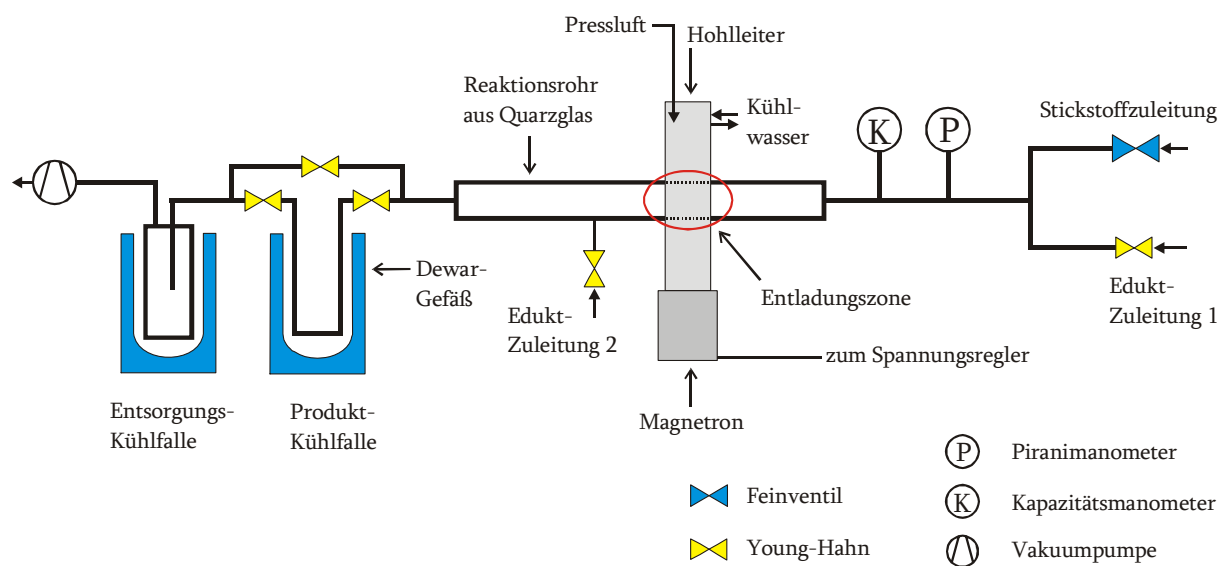 Pressluft
Hohlleiter
Reaktionsrohr
aus Quarzglas
Kühl-
wasser
K
P
Stickstoffzuleitung
Dewar-
Gefäß
Edukt-
Zuleitung 2
Entladungszone
Edukt-
Zuleitung 1
zum Spannungsregler
Magnetron
Entsorgungs-
Kühlfalle
Produkt-
Kühlfalle
P Piranimanometer
Feinventil
K Kapazitätsmanometer
Young-Hahn
Vakuumpumpe